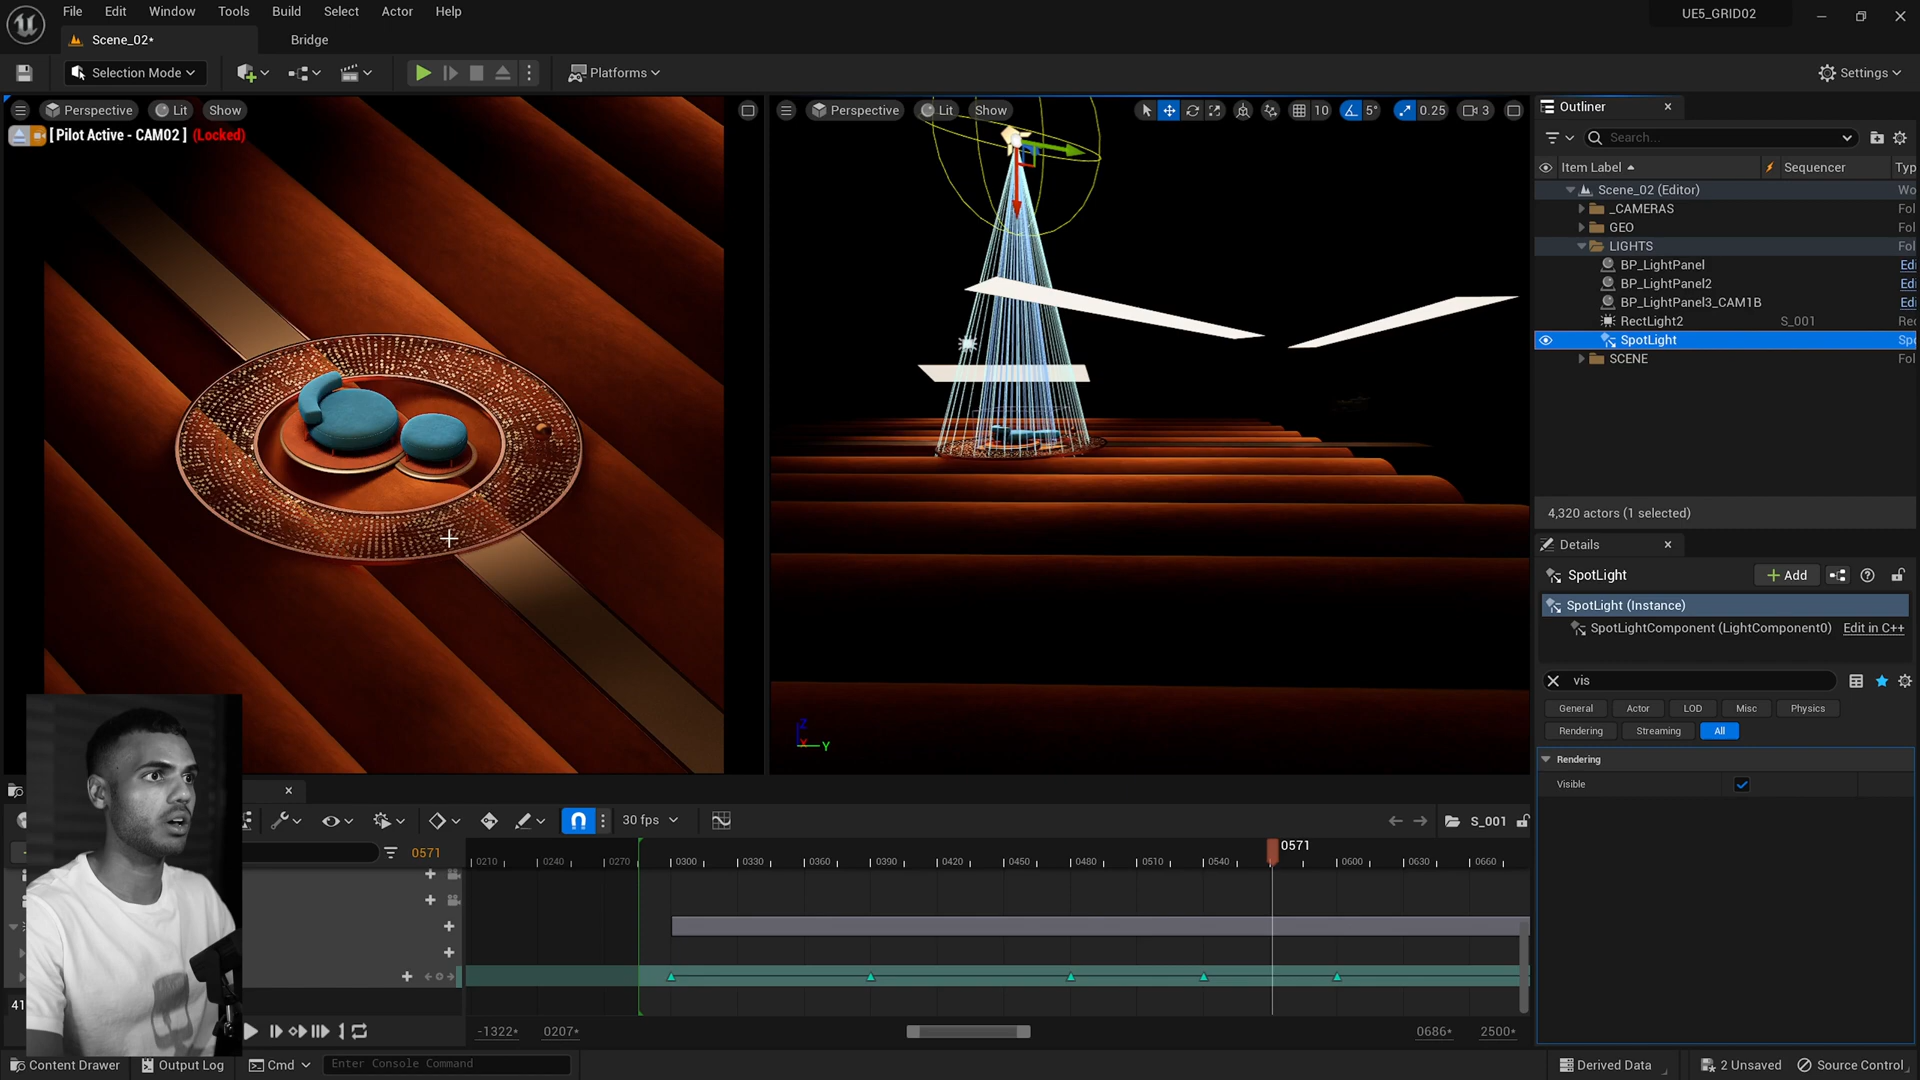 File Edit Window Tools Build Select Actor Help
UE5_GRID02
Scene_02*
Bridge
Selection Mode
Platforms
Settings
Perspective Lit Show
[ Pilot Active - CAM02 ] (Locked)
Perspective Lit Show
10 5° 0.25 3
Outliner
Search...
Item Label Sequencer Typ
Scene_02 (Editor) Wo
_CAMERAS Fol
GEO Fol
LIGHTS Fol
BP_LightPanel Edi
BP_LightPanel2 Edi
BP_LightPanel3_CAM1B Edi
RectLight2 S_001 Rec
SpotLight Spo
SCENE Fol
4,320 actors (1 selected)
Details
SpotLight
Add
SpotLight (Instance)
SpotLightComponent (LightComponent0) Edit in C++
vis
General Actor LOD Misc Physics
Rendering Streaming All
Rendering
Visible
Z
X Y
30 fps
S_001
0571
0571
0210 0240 0270 0300 0330 0360 0390 0420 0450 0480 0510 0540 0600 0630 0660
41
-1322* 0207* 0686* 2500*
Content Drawer Output Log Cmd Enter Console Command
Derived Data 2 Unsaved Source Control